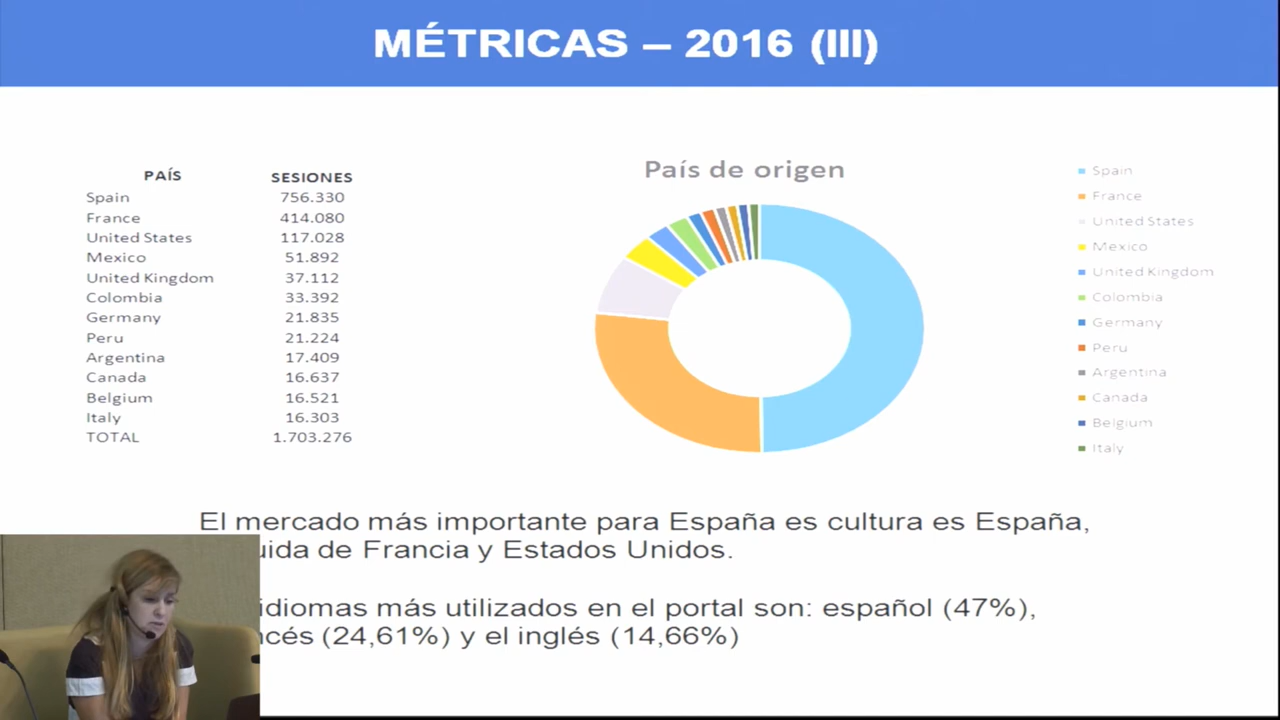 MÉTRICAS – 2016 (III)
PAÍS SESIONES
Spain 756.330
France 414.080
United States 117.028
Mexico 51.892
United Kingdom 37.112
Colombia 33.392
Germany 21.835
Peru 21.224
Argentina 17.409
Canada 16.637
Belgium 16.521
Italy 16.303
TOTAL 1.703.276
País de origen
Spain
France
United States
Mexico
United Kingdom
Colombia
Germany
Peru
Argentina
Canada
Belgium
Italy
El mercado más importante para España es cultura es España,
de Francia y Estados Unidos.
idiomas más utilizados en el portal son: español (47%),
(24,61%) y el inglés (14,66%)